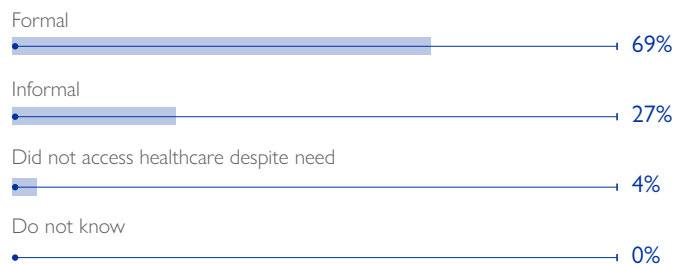 Formal
69%
Informal
27%
Did not access healthcare despite need
4%
Do not know
0%